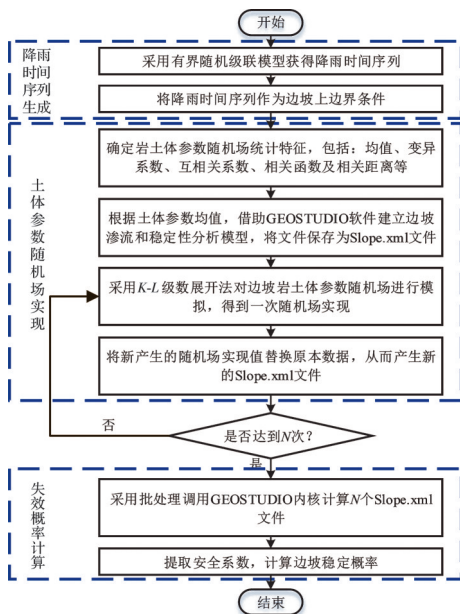 开始
降雨
时间
序列
生成
采用有界随机级联模型获得降雨时间序列
将降雨时间序列作为边坡上边界条件
土体参数随机场实现
确定岩土体参数随机场统计特征，包括：均值、变异
系数、互相关系数、相关函数及相关距离等
根据土体参数均值，借助GEOSTUDIO软件建立边坡
渗流和稳定性分析模型，将文件保存为Slope.xml文件
采用K-L级数展开法对边坡岩土体参数随机场进行模
拟，得到一次随机场实现
将新产生的随机场实现值替换原本数据，从而产生新
的Slope.xml文件
否
是否达到N次？
是
失效概率计算
采用批处理调用GEOSTUDIO内核计算N个Slope.xml
文件
提取安全系数，计算边坡稳定概率
结束